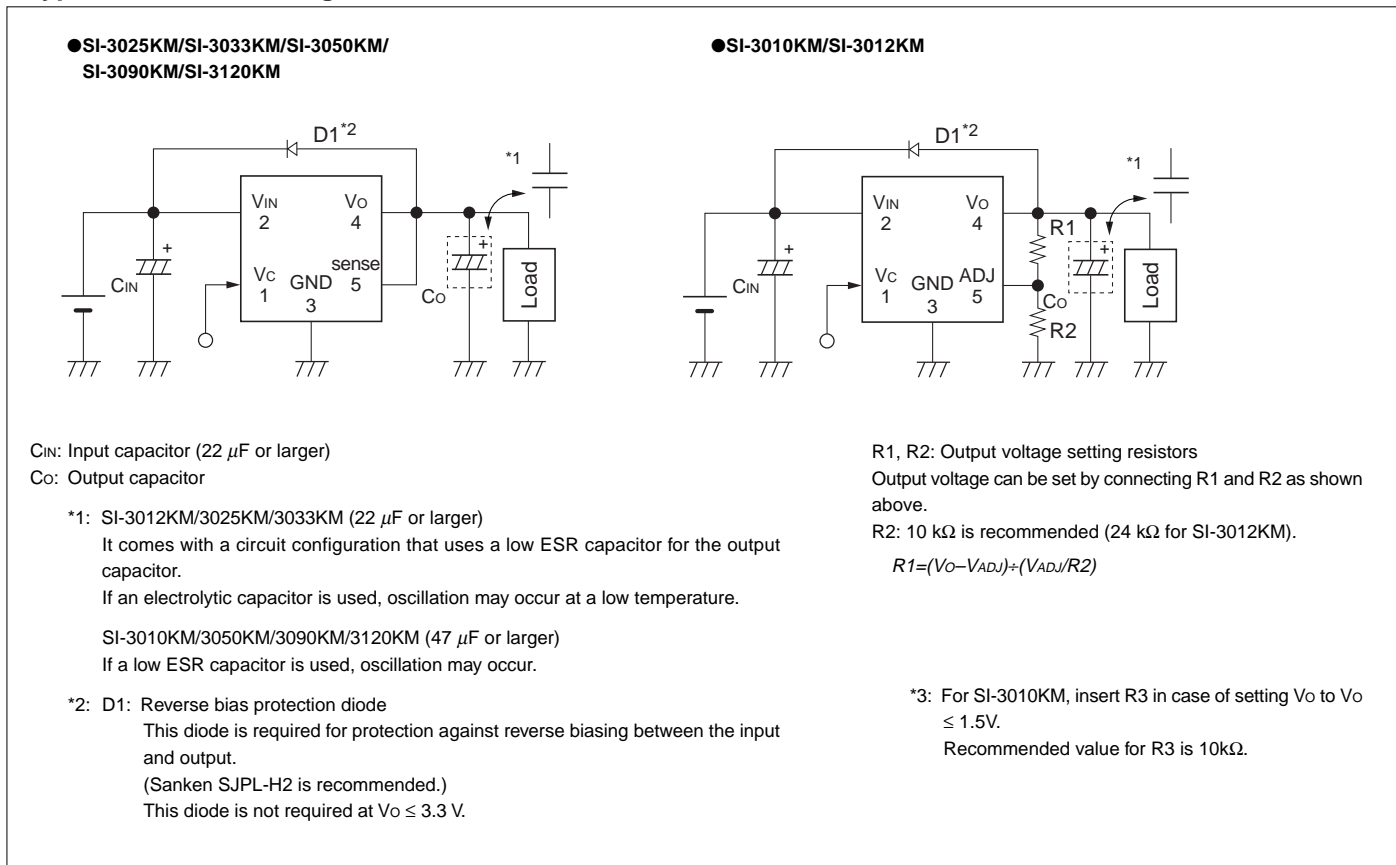 ●SI-3025KM/SI-3033KM/SI-3050KM/
SI-3090KM/SI-3120KM
D1*2
*1
VIN
2
VO
4
+
CIN
VC
1
GND
3
sense
5
+
CO
Load
●SI-3010KM/SI-3012KM
D1*2
*1
VIN
2
VO
4
R1
+
CIN
VC
1
GND
3
ADJ
5
+
CO
R2
Load
CIN: Input capacitor (22 μF or larger)
CO: Output capacitor
*1: SI-3012KM/3025KM/3033KM (22 μF or larger)
It comes with a circuit configuration that uses a low ESR capacitor for the output
capacitor.
If an electrolytic capacitor is used, oscillation may occur at a low temperature.
SI-3010KM/3050KM/3090KM/3120KM (47 μF or larger)
If a low ESR capacitor is used, oscillation may occur.
*2: D1: Reverse bias protection diode
This diode is required for protection against reverse biasing between the input
and output.
(Sanken SJPL-H2 is recommended.)
This diode is not required at VO ≤ 3.3 V.
R1, R2: Output voltage setting resistors
Output voltage can be set by connecting R1 and R2 as shown
above.
R2: 10 kΩ is recommended (24 kΩ for SI-3012KM).
R1=(VO–VADJ)÷(VADJ/R2)
*3: For SI-3010KM, insert R3 in case of setting VO to VO
≤ 1.5V.
Recommended value for R3 is 10kΩ.